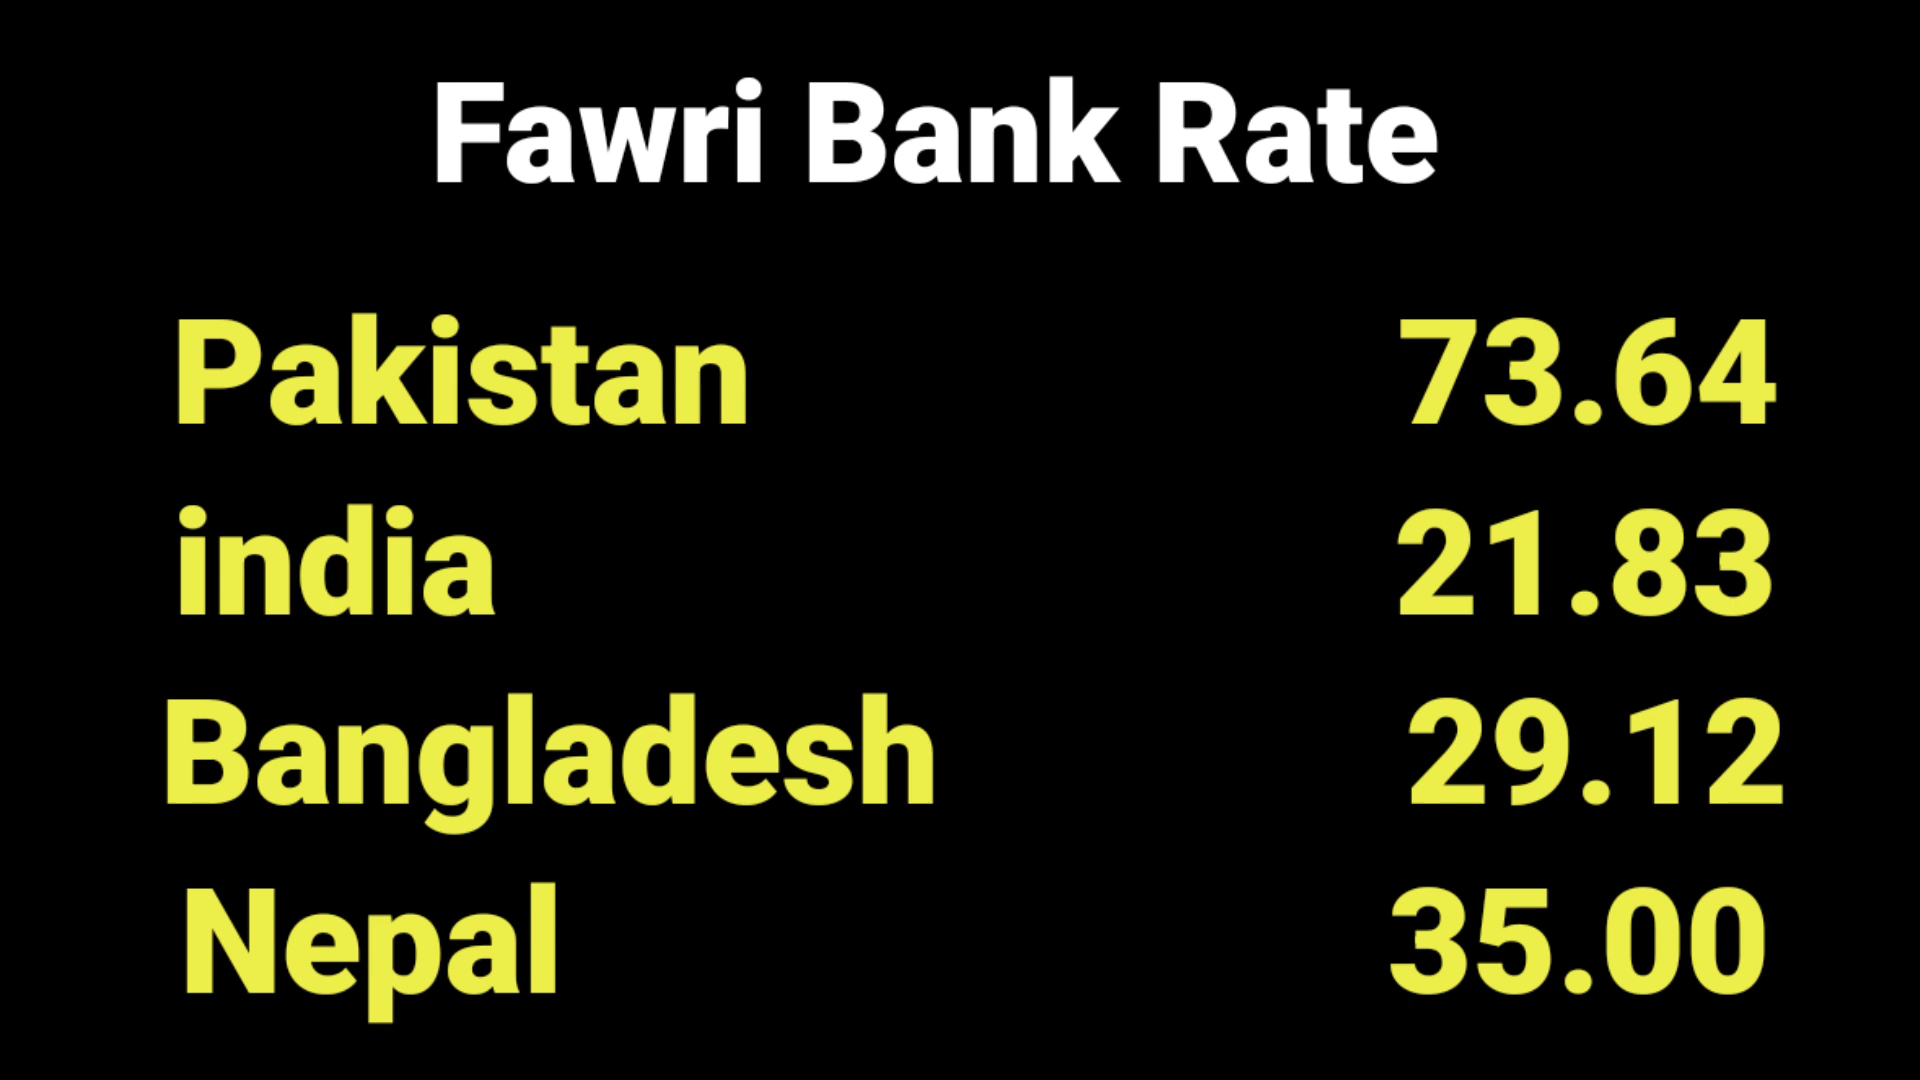 Fawri Bank Rate
Pakistan 73.64
india 21.83
Bangladesh 29.12
Nepal 35.00